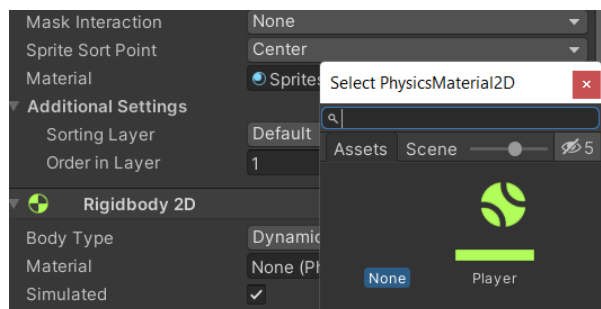 Mask Interaction None
Sprite Sort Point Center
Material Sprites
Select PhysicsMaterial2D
Additional Settings
Sorting Layer Default
Assets Scene 5
Order in Layer 1
Rigidbody 2D
Body Type Dynamic
Material None (Ph
None Player
Simulated